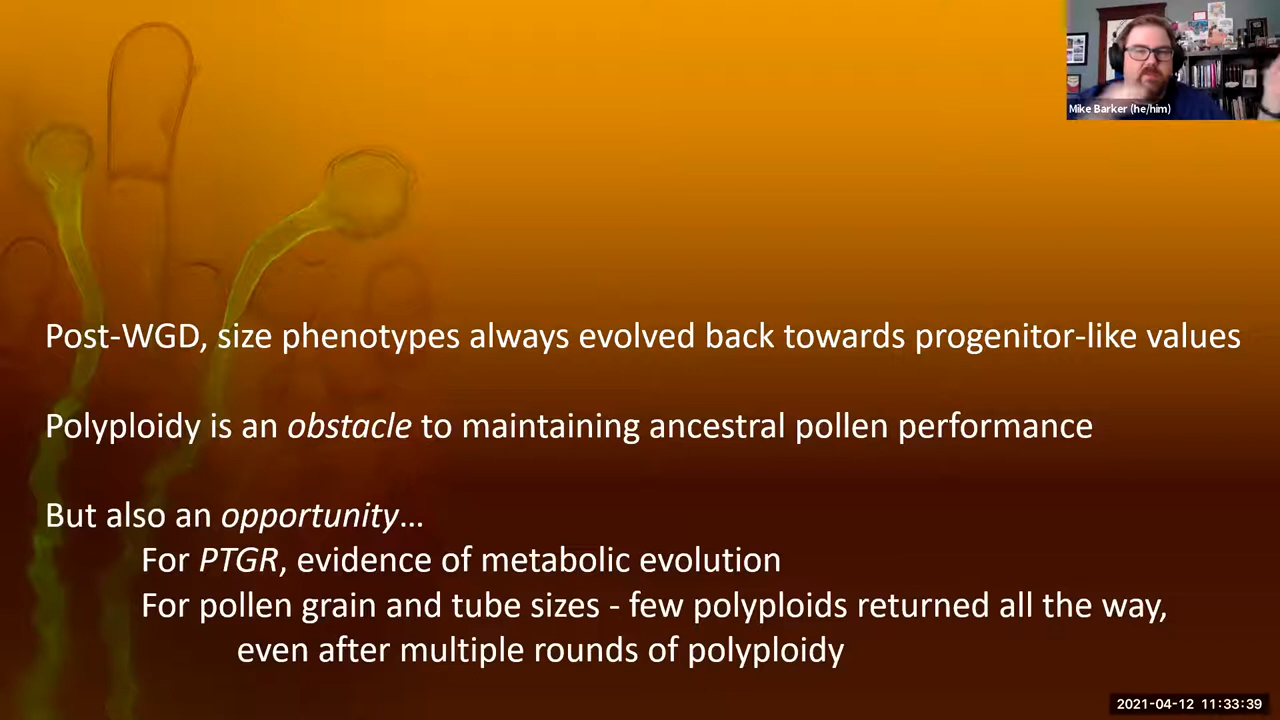 Mike Barker (he/him)
Post-WGD, size phenotypes always evolved back towards progenitor-like values
Polyploidy is an obstacle to maintaining ancestral pollen performance
But also an opportunity…
For PTGR, evidence of metabolic evolution
For pollen grain and tube sizes - few polyploids returned all the way,
even after multiple rounds of polyploidy
2021-04-12 11:33:39